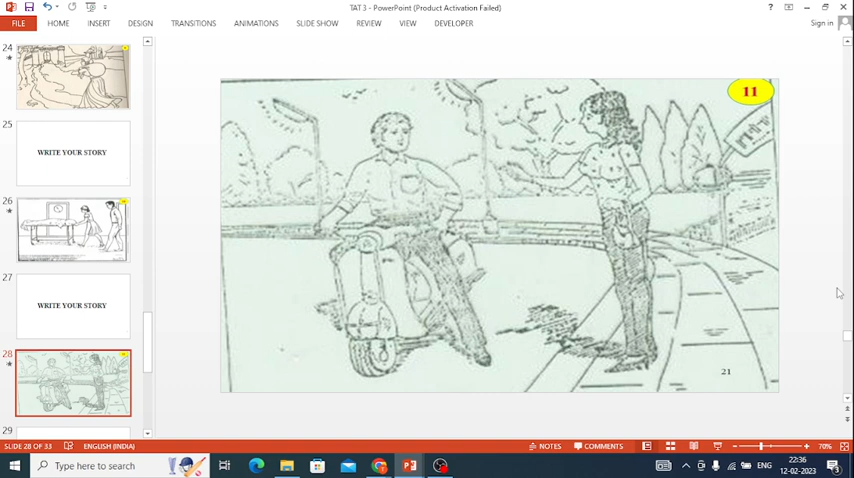 TAT 3 - PowerPoint (Product Activation Failed)
FILE HOME INSERT DESIGN TRANSITIONS ANIMATIONS SLIDE SHOW REVIEW VIEW DEVELOPER
Sign in
24
25
WRITE YOUR STORY
26
27
WRITE YOUR STORY
28
29
11
21
SLIDE 28 OF 33 ENGLISH (INDIA) NOTES COMMENTS 70%
Type here to search
ENG
22:36
12-02-2023
3